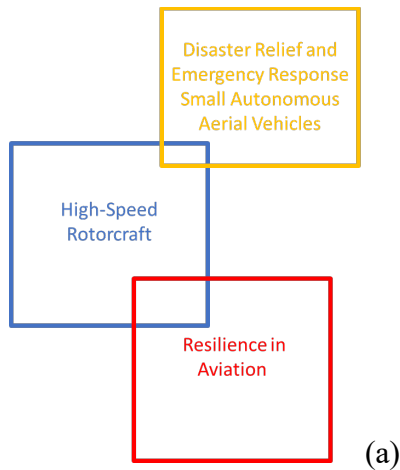 Disaster Relief and
Emergency Response
Small Autonomous
Aerial Vehicles
High-Speed
Rotorcraft
Resilience in
Aviation
(a)